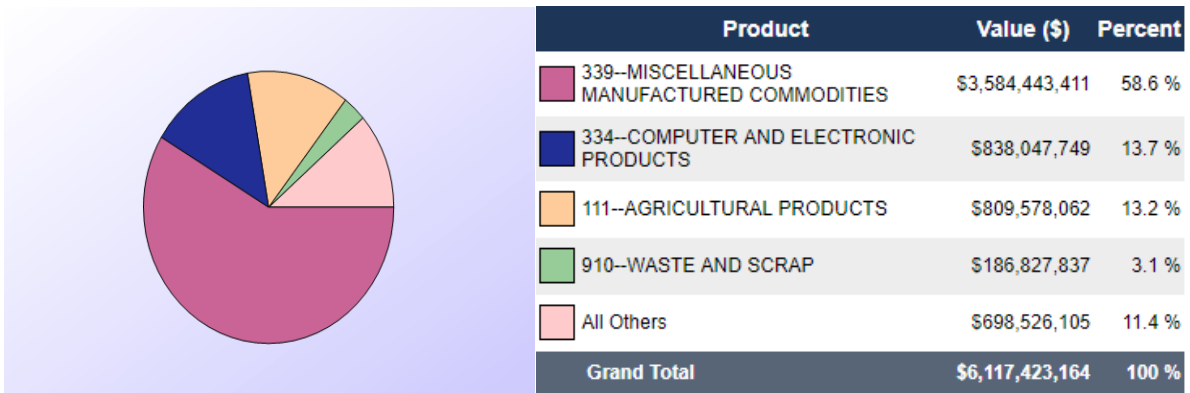 Product Value ($) Percent
339--MISCELLANEOUS
MANUFACTURED COMMODITIES $3,584,443,411 58.6 %
334--COMPUTER AND ELECTRONIC
PRODUCTS $838,047,749 13.7 %
111--AGRICULTURAL PRODUCTS $809,578,062 13.2 %
910--WASTE AND SCRAP $186,827,837 3.1 %
All Others $698,526,105 11.4 %
Grand Total $6,117,423,164 100 %